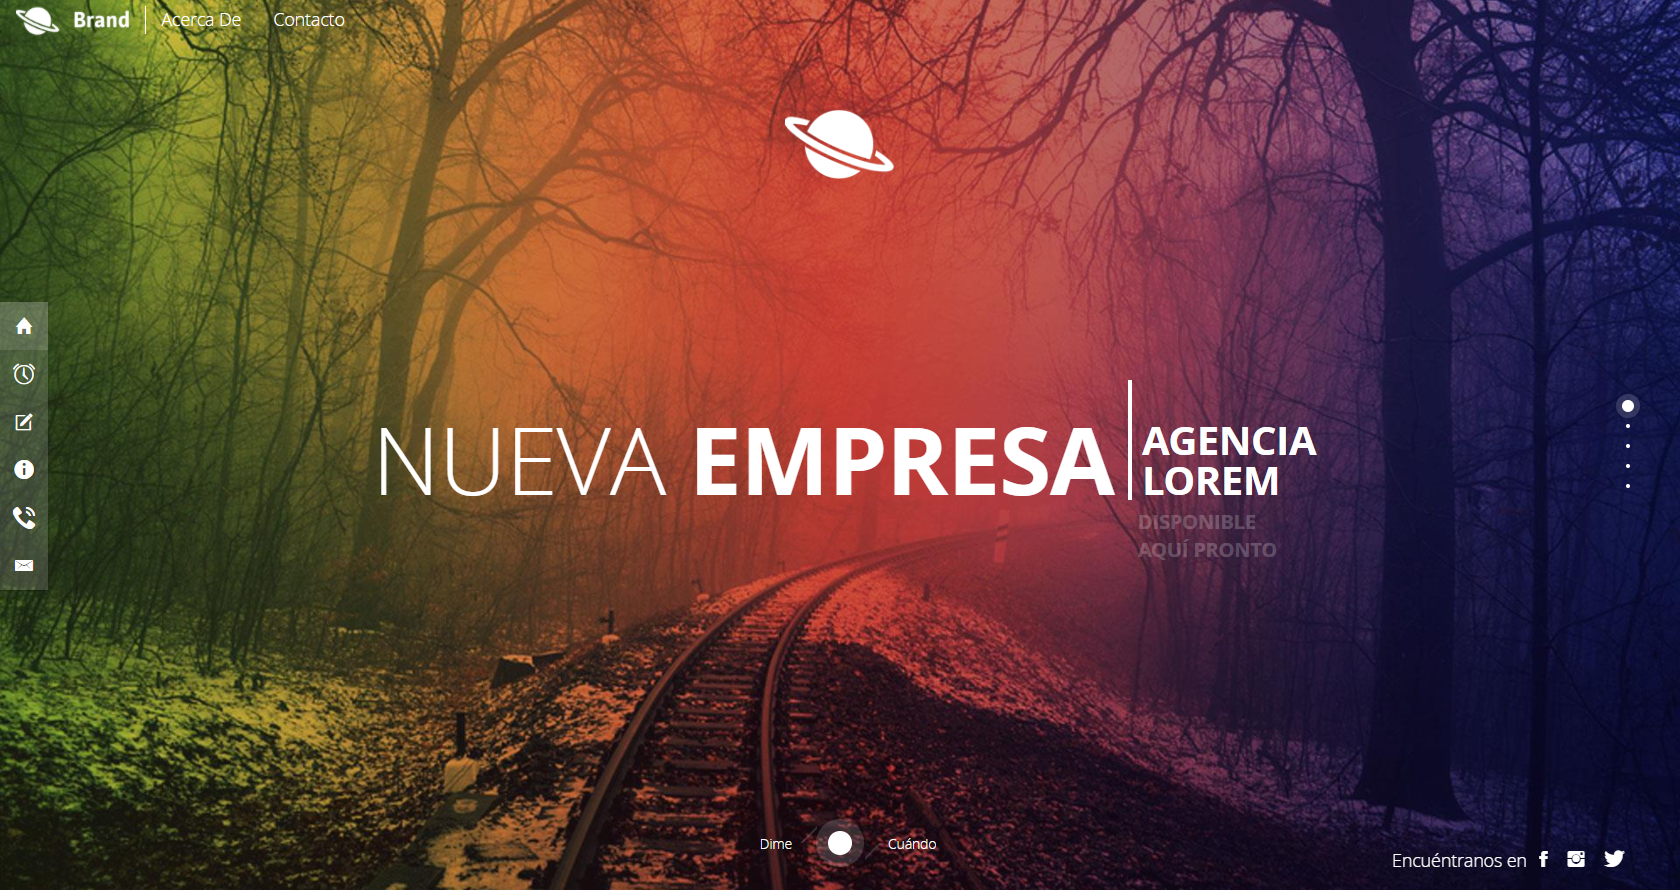 Brand
Acerca De
Contacto
NUEVA EMPRESA
AGENCIA
LOREM
DISPONIBLE
AQUÍ PRONTO
Dime
Cuándo
Encuéntranos en